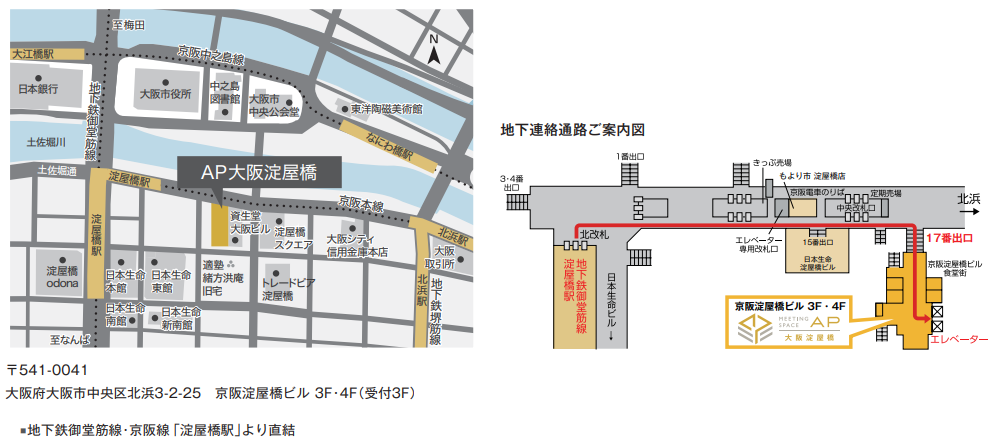 至梅田
大江橋駅
京阪中之島線
N
日本銀行
地下鉄御堂筋線
大阪市役所
中之島
図書館
大阪市
中央公会堂
東洋陶磁美術館
なにわ橋駅
土佐堀川
土佐堀通
淀屋橋駅
AP大阪淀屋橋
京阪本線
淀屋橋駅
資生堂
大阪ビル
淀屋橋
スクエア
大阪シティ
信用金庫本店
北浜駅
大阪
取引所
淀屋橋
odona
日本生命
本館
日本生命
東館
適塾
緒方洪庵
旧宅
トレードピア
淀屋橋
北浜駅
地下鉄堺筋線
日本生命
南館
日本生命
新南館
至なんば
〒541-0041
大阪府大阪市中央区北浜3-2-25 京阪淀屋橋ビル 3F・4F(受付3F)
■地下鉄御堂筋線・京阪線「淀屋橋駅」より直結
地下連絡通路ご案内図
1番出口
きっぷ売場
もより市 淀屋橋店
3・4番
出口
京阪電車のりば
定期売場
中央改札口
北浜
北改札
エレベーター
専用改札口
15番出口
17番出口
日本生命
淀屋橋ビル
京阪淀屋橋ビル
食堂街
地下鉄御堂筋線
淀屋橋駅
日本生命ビル→
京阪淀屋橋ビル 3F・4F
MEETING
SPACE
AP
大阪淀屋橋
エレベーター